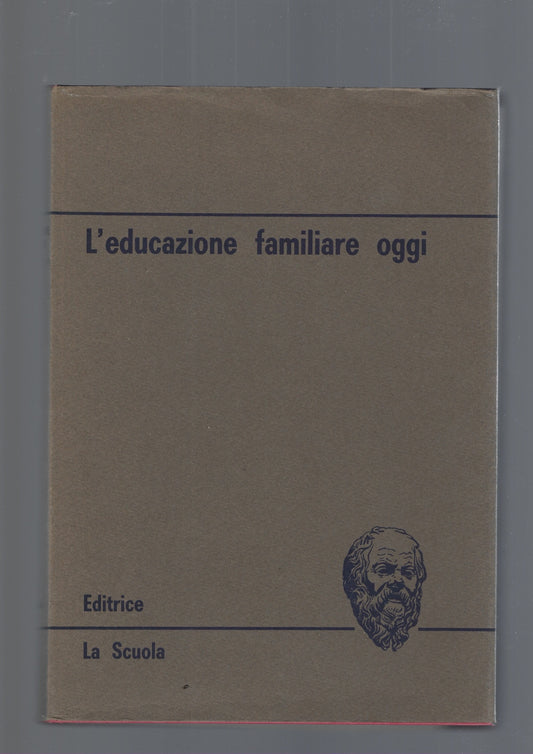 L'educazione familiare oggi
Editrice
La Scuola